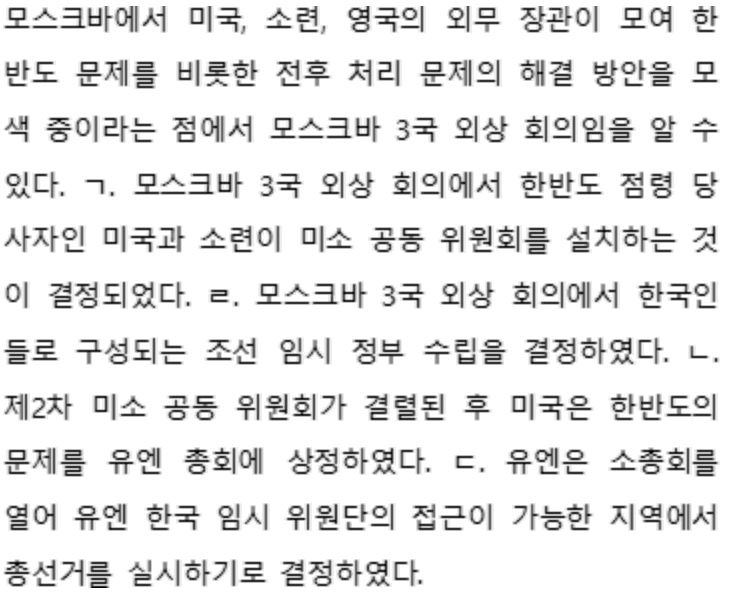 모스크바에서 미국, 소련, 영국의 외무 장관이 모여 한
반도 문제를 비롯한 전후 처리 문제의 해결 방안을 모
색 중이라는 점에서 모스크바 3국 외상 회의임을 알 수
있다. ㄱ. 모스크바 3국 외상 회의에서 한반도 점령 당
사자인 미국과 소련이 미소 공동 위원회를 설치하는 것
이 결정되었다. ㄹ. 모스크바 3국 외상 회의에서 한국인
들로 구성되는 조선 임시 정부 수립을 결정하였다. ㄴ.
제2차 미소 공동 위원회가 결렬된 후 미국은 한반도의
문제를 유엔 총회에 상정하였다. ㄷ. 유엔은 소총회를
열어 유엔 한국 임시 위원단의 접근이 가능한 지역에서
총선거를 실시하기로 결정하였다.